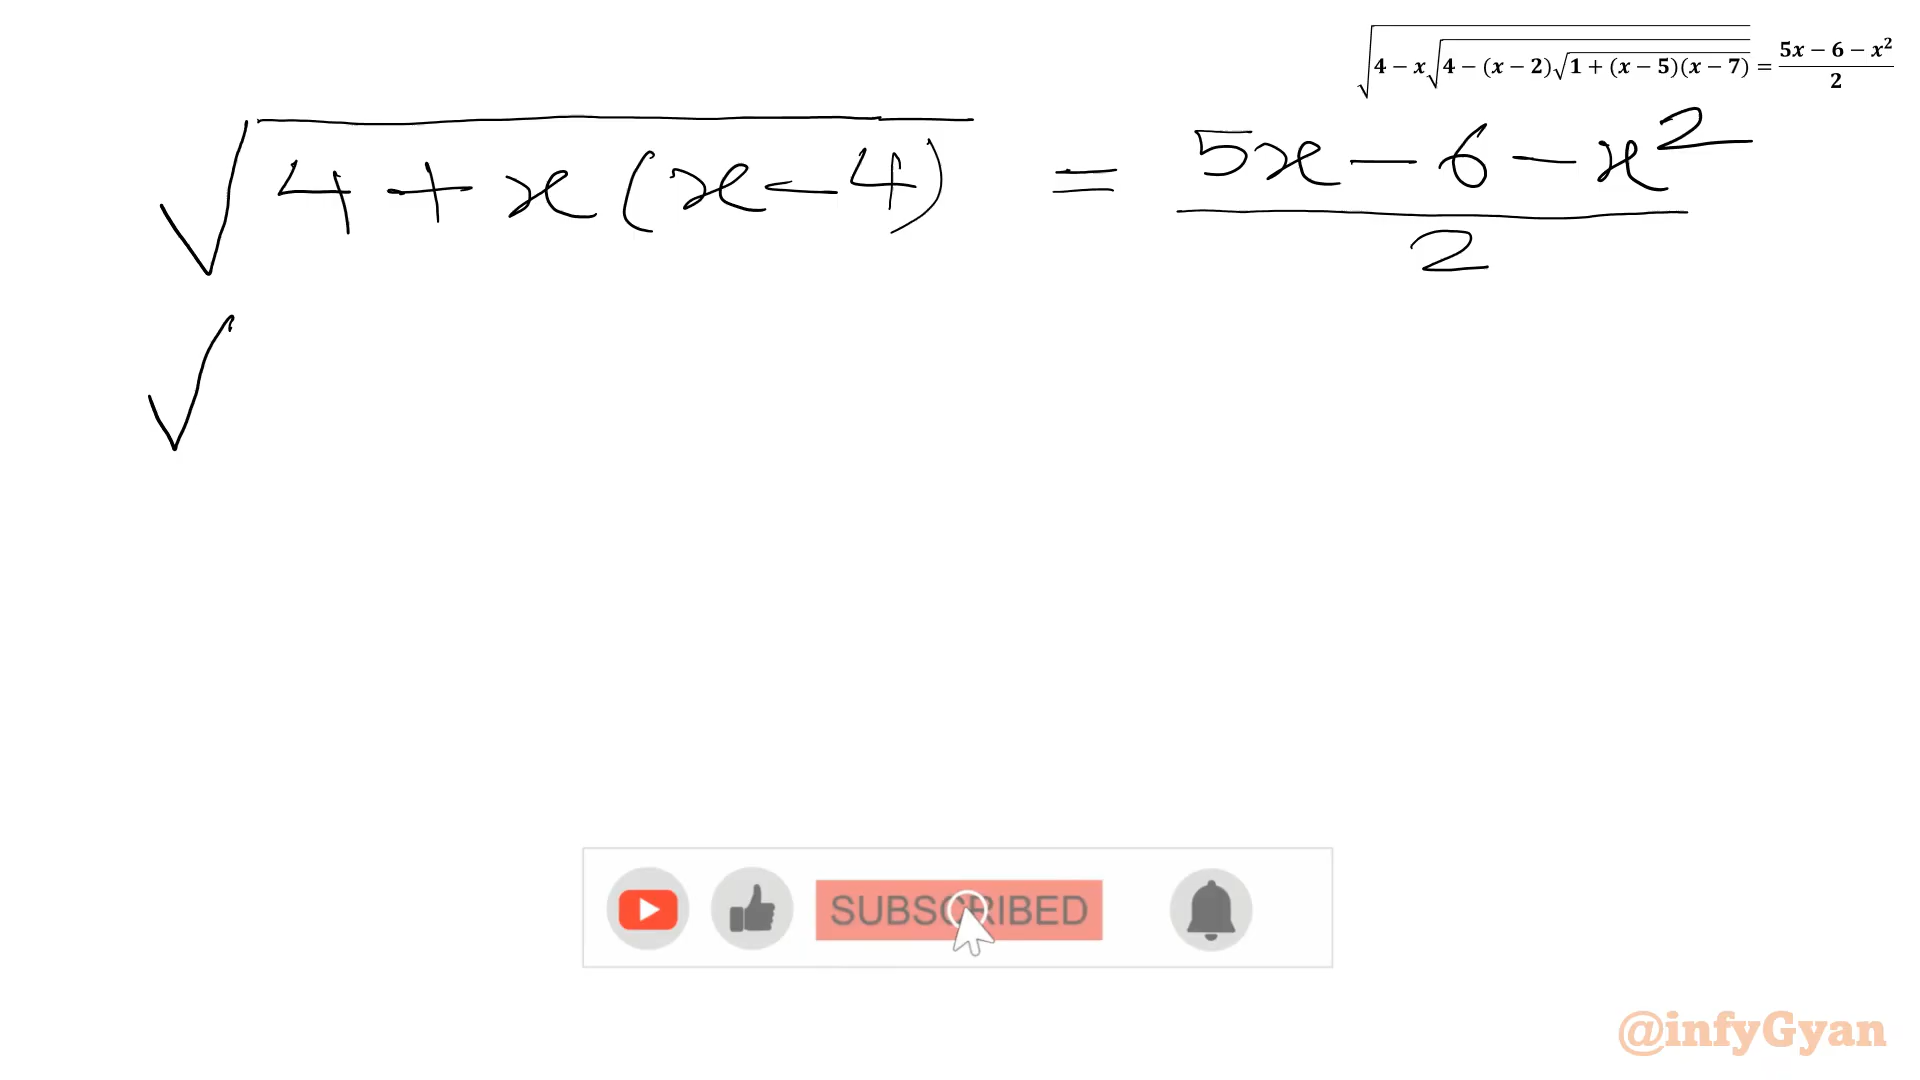 √(4 − x√(4 − (x − 2)√(1 + (x − 5)(x − 7)))) = (5x − 6 − x²)/2
√(4 + x(x − 4)) = (5x − 6 − x²)/2
√
SUBSCRIBED
@infyGyan